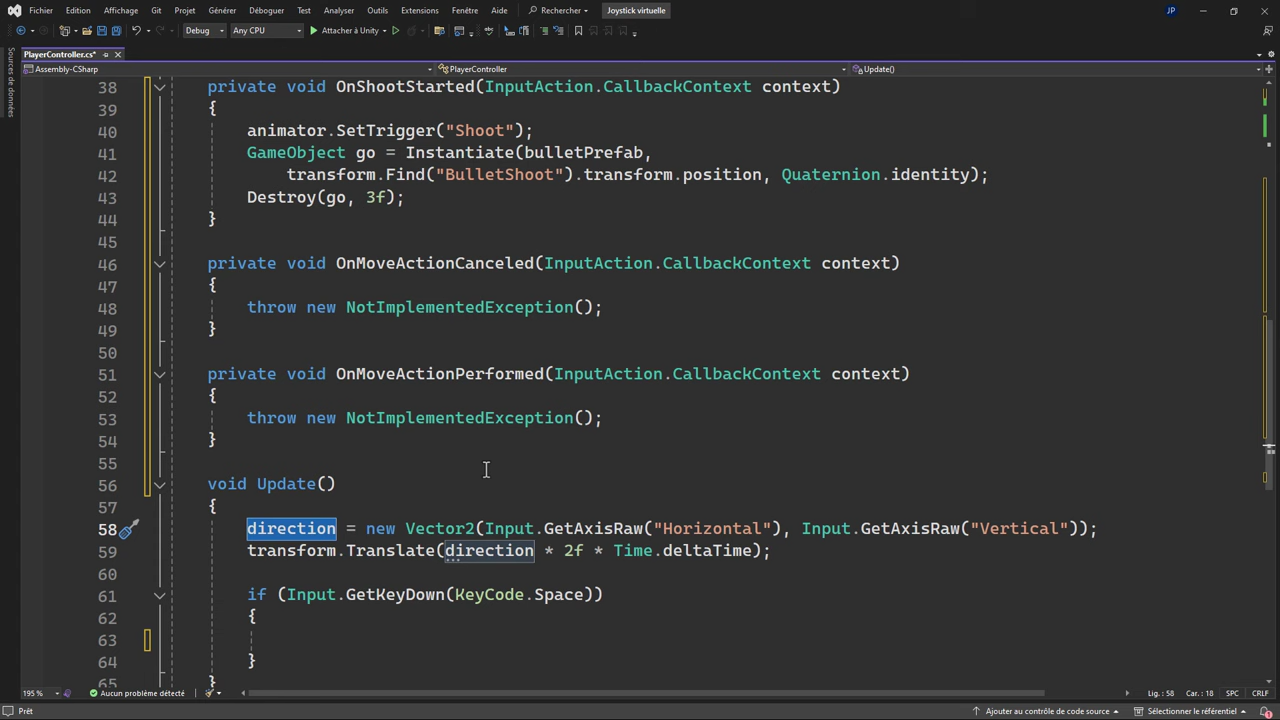 Fichier Edition Affichage Git Projet Générer Déboguer Test Analyser Outils Extensions Fenêtre Aide Rechercher Joystick virtuelle JP
Debug Any CPU Attacher à Unity
Sources de données
PlayerController.cs*
Assembly-CSharp PlayerController Update()
38 private void OnShootStarted(InputAction.CallbackContext context)
39 {
40 animator.SetTrigger("Shoot");
41 GameObject go = Instantiate(bulletPrefab,
42 transform.Find("BulletShoot").transform.position, Quaternion.identity);
43 Destroy(go, 3f);
44 }
45
46 private void OnMoveActionCanceled(InputAction.CallbackContext context)
47 {
48 throw new NotImplementedException();
49 }
50
51 private void OnMoveActionPerformed(InputAction.CallbackContext context)
52 {
53 throw new NotImplementedException();
54 }
55
56 void Update()
57 {
58 direction = new Vector2(Input.GetAxisRaw("Horizontal"), Input.GetAxisRaw("Vertical"));
59 transform.Translate(direction * 2f * Time.deltaTime);
60
61 if (Input.GetKeyDown(KeyCode.Space))
62 {
63
64 }
65 }
195 % Aucun problème détecté Lig. : 58 Car. : 18 SPC CRLF
Prêt Ajouter au contrôle de code source Sélectionner le référentiel